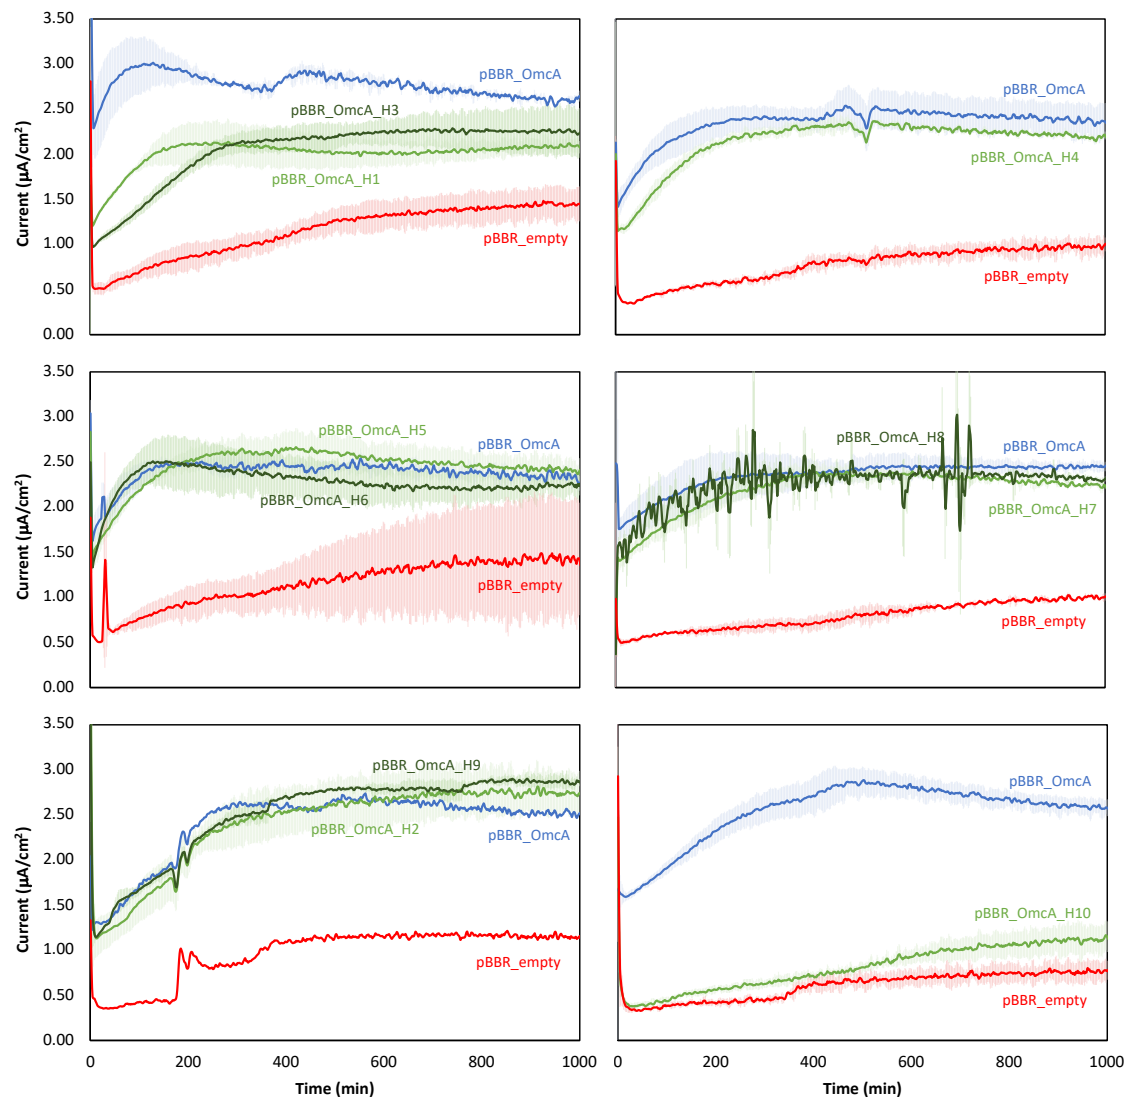 3.50
3.00
2.50
2.00
1.50
1.00
0.50
0.00
Current (µA/cm²)
pBBR_OmcA
pBBR_OmcA_H3
pBBR_OmcA_H1
pBBR_empty
pBBR_OmcA
pBBR_OmcA_H4
pBBR_empty
3.50
3.00
2.50
2.00
1.50
1.00
0.50
0.00
Current (µA/cm²)
pBBR_OmcA_H5
pBBR_OmcA
pBBR_OmcA_H6
pBBR_empty
pBBR_OmcA_H8
pBBR_OmcA
pBBR_OmcA_H7
pBBR_empty
3.50
3.00
2.50
2.00
1.50
1.00
0.50
0.00
Current (µA/cm²)
pBBR_OmcA_H9
pBBR_OmcA_H2
pBBR_OmcA
pBBR_empty
0 200 400 600 800 1000
Time (min)
pBBR_OmcA
pBBR_OmcA_H10
pBBR_empty
0 200 400 600 800 1000
Time (min)